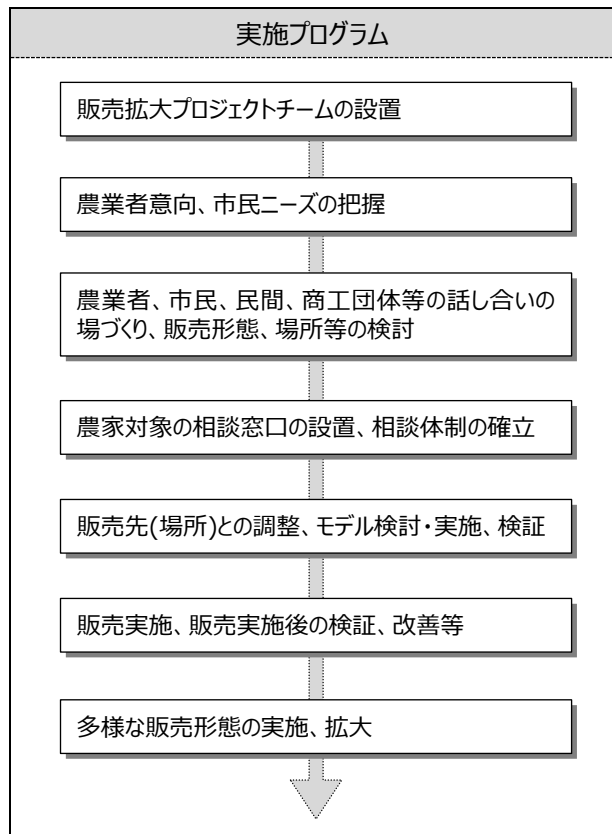 実施プログラム
販売拡大プロジェクトチームの設置
農業者意向、市民ニーズの把握
農業者、市民、民間、商工団体等の話し合いの
場づくり、販売形態、場所等の検討
農家対象の相談窓口の設置、相談体制の確立
販売先(場所)との調整、モデル検討・実施、検証
販売実施、販売実施後の検証、改善等
多様な販売形態の実施、拡大